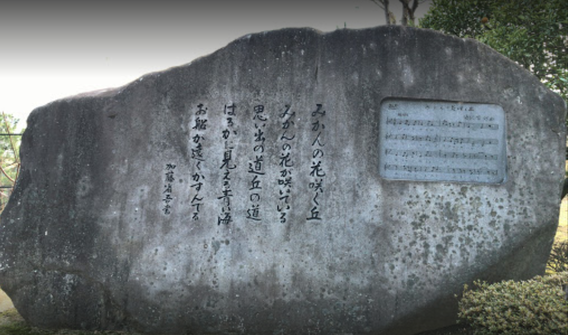 みかんの花咲く丘
みかんの花が咲いている
思い出の道丘の道
はるかに見える青い海
お船が遠くかすんでる
加藤省吾書